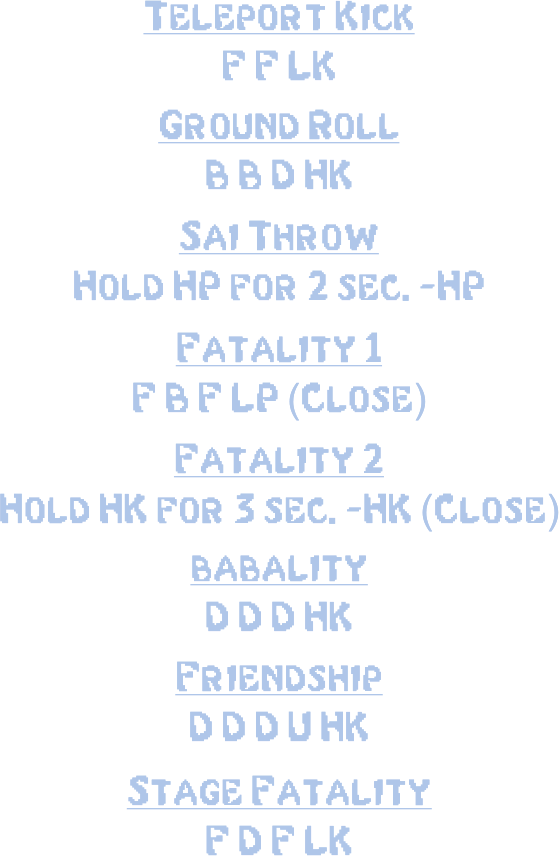 Teleport Kick
F F LK
Ground Roll
B B D HK
Sai Throw
Hold HP for 2 sec. -HP
Fatality 1
F B F LP (Close)
Fatality 2
Hold HK for 3 sec. -HK (Close)
babality
D D D HK
Friendship
D D D U HK
Stage Fatality
F D F LK